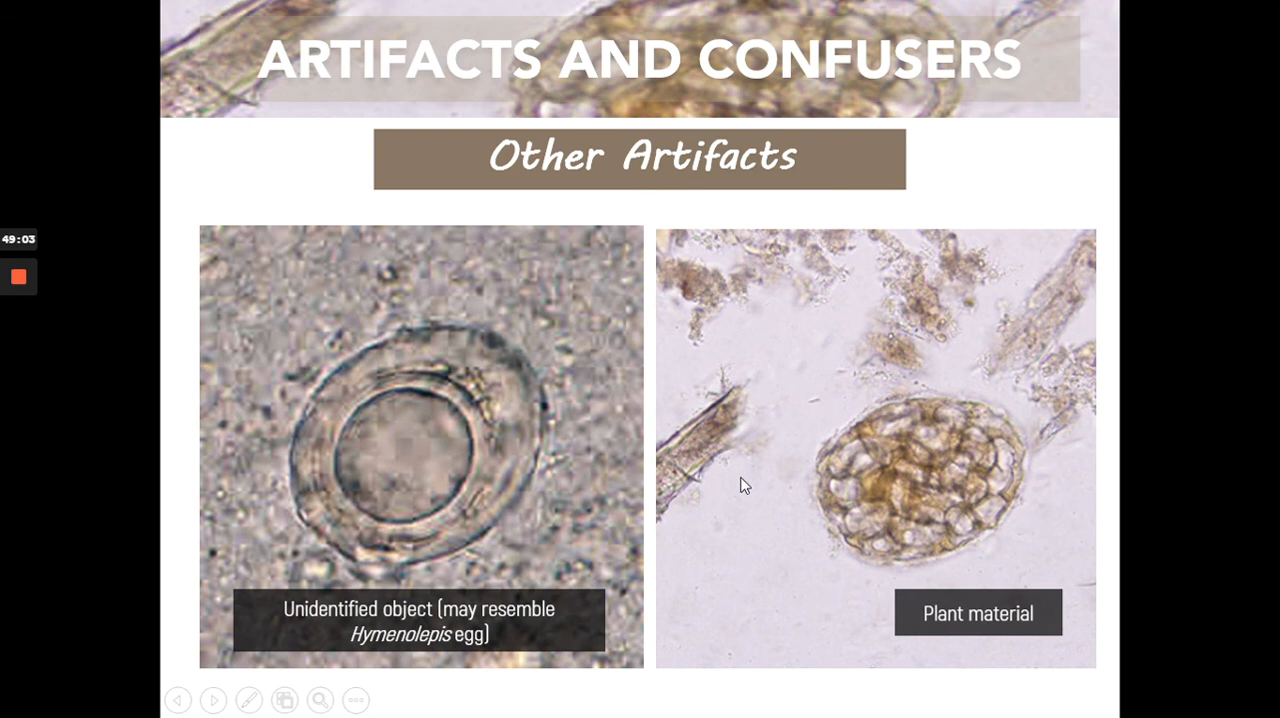 ARTIFACTS AND CONFUSERS
Other Artifacts
49:03
Unidentified object (may resemble
Hymenolepis egg)
Plant material